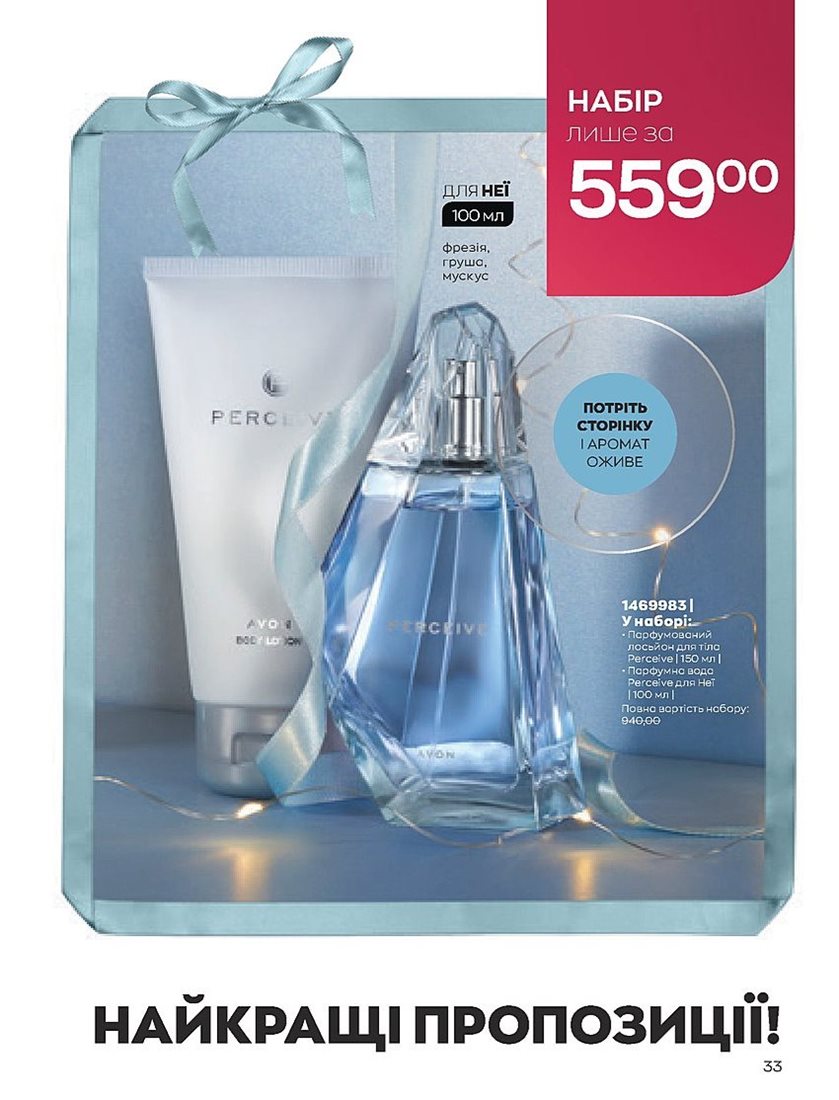 НАБІР
лише за
559⁰⁰
ДЛЯ НЕЇ
100 мл
фрезія,
груша,
мускус
PERCEIVE
AVON
BODY LOTION
ПОТРІТЬ
СТОРІНКУ
І АРОМАТ
ОЖИВЕ
PERCEIVE
AVON
1469983 |
У наборі:
• Парфумований
лосьйон для тіла
Perceive | 150 мл |
• Парфумна вода
Perceive для Неї
| 100 мл |
Повна вартість набору:
940,00
НАЙКРАЩІ ПРОПОЗИЦІЇ!
33